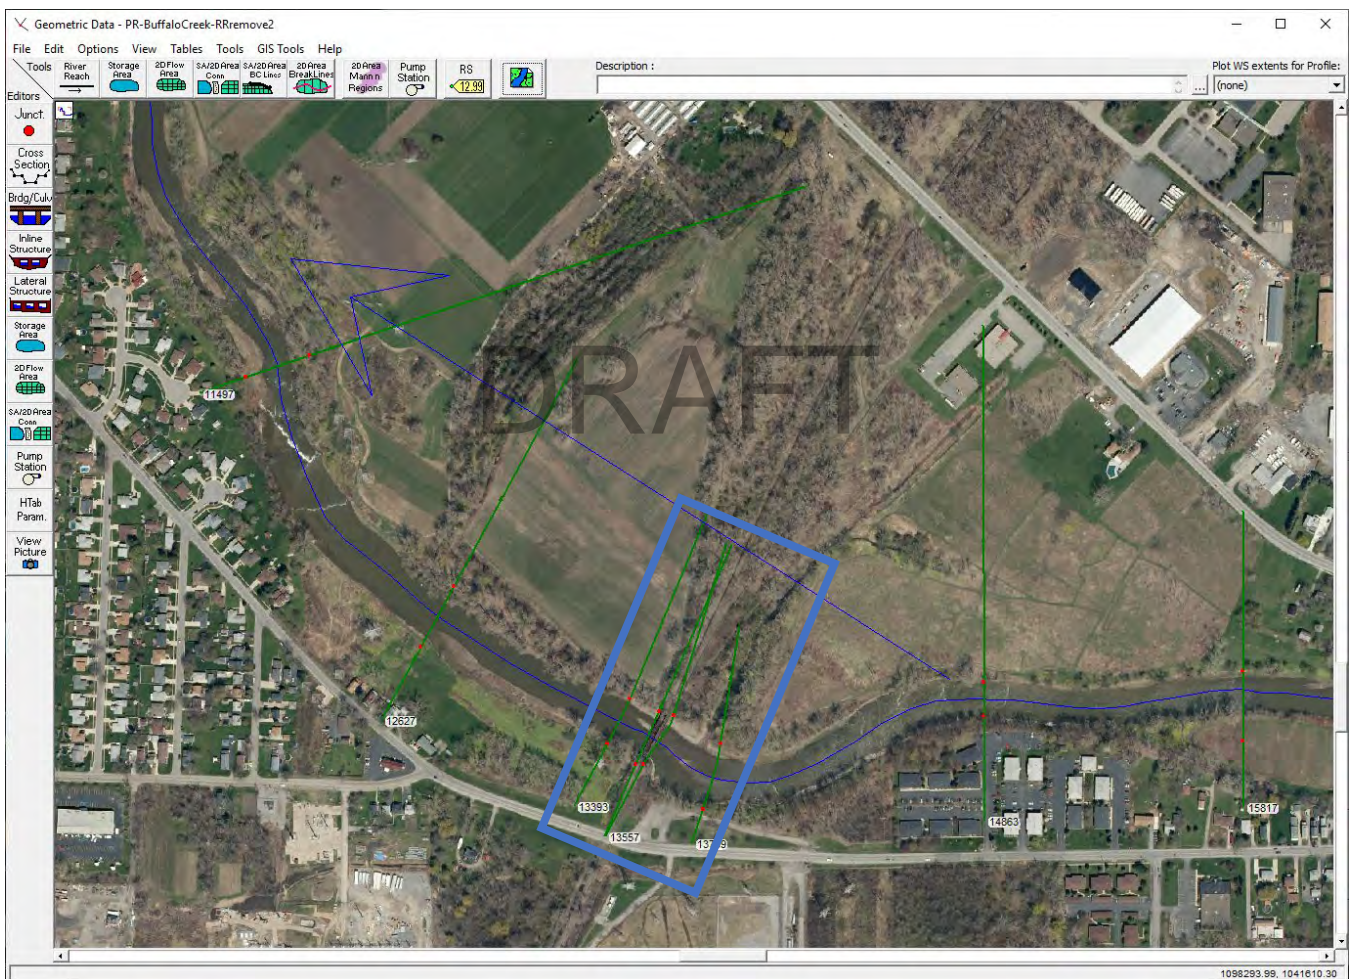 Geometric Data - PR-BuffaloCreek-RRremove2
File Edit Options View Tables Tools GIS Tools Help
Tools
Editors
River
Reach
Storage
Area
2D Flow
Area
SA/2D Area
Conn
SA/2D Area
BC Lines
2D Area
BreakLines
2D Area
Mann n
Regions
Pump
Station
RS
12.99
Description :
...
Plot WS extents for Profile:
(none)
Junct.
Cross
Section
Brdg/Culv
Inline
Structure
Lateral
Structure
Storage
Area
2D Flow
Area
SA/2D Area
Conn
Pump
Station
HTab
Param.
View
Picture
DRAFT
11497
12627
13393
13557
14863
15817
1098293.99, 1041610.30